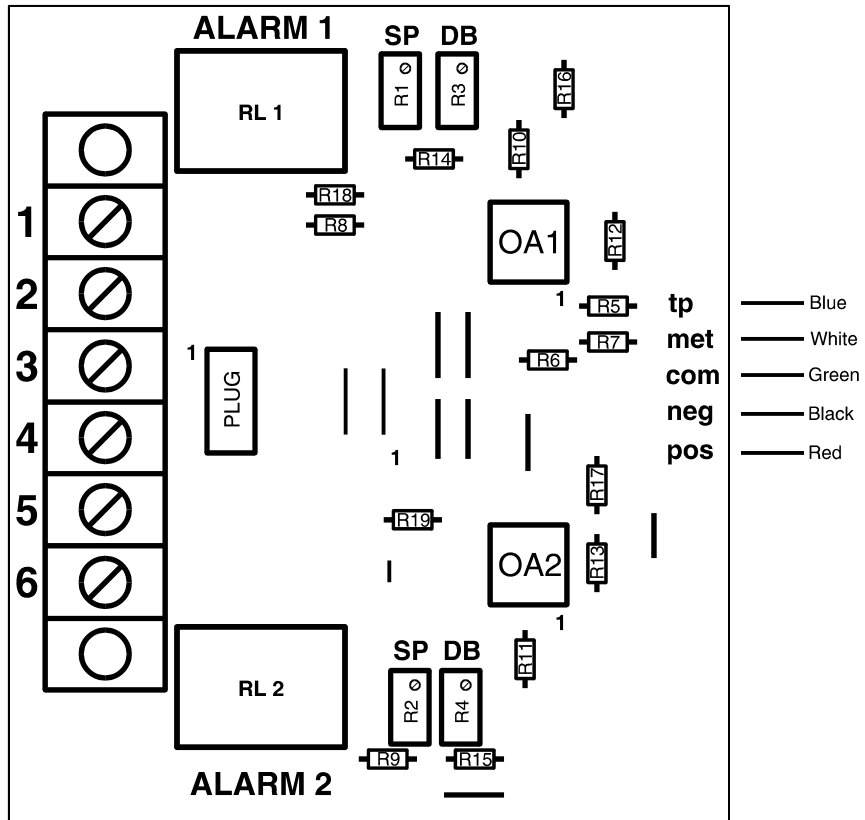 ALARM 1
SP DB
RL 1
R1
R3
R16
R10
R14
R18
R8
1
OA1
R12
2
1
R5
tp
Blue
R7
met
White
1
R6
3
com
Green
PLUG
neg
Black
4
1
pos
Red
R17
5
R19
OA2
R13
6
1
SP DB
R11
RL 2
R2
R4
R9
R15
ALARM 2